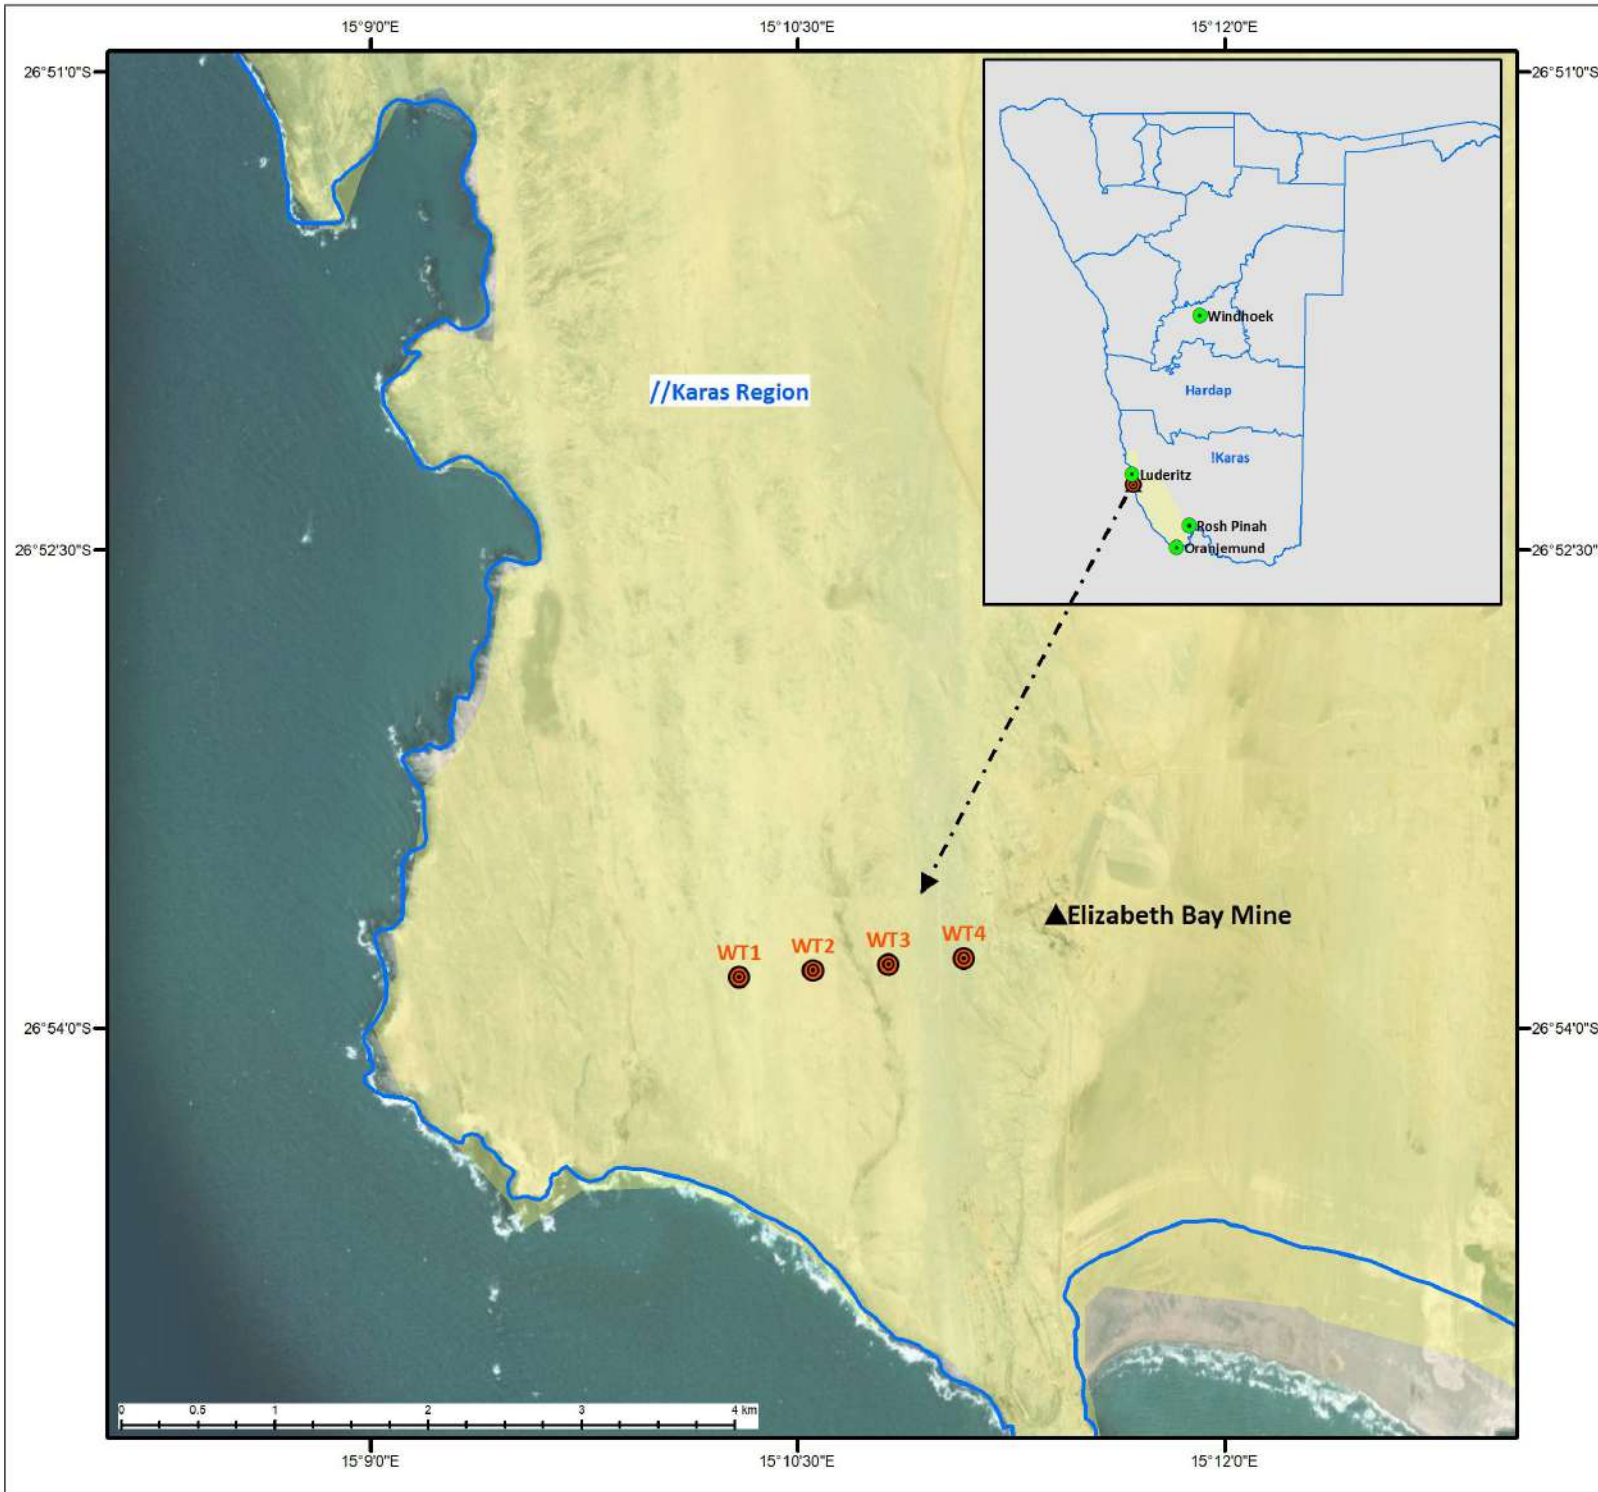 15°9'0"E 15°10'30"E 15°12'0"E
26°51'0"S 26°51'0"S
Windhoek
//Karas Region
Hardap
!Karas
Luderitz
Rosh Pinah
Oranjemund
26°52'30"S 26°52'30"S
Elizabeth Bay Mine
WT1 WT2 WT3 WT4
26°54'0"S 26°54'0"S
0 0.5 1 2 3 4 km
15°9'0"E 15°10'30"E 15°12'0"E